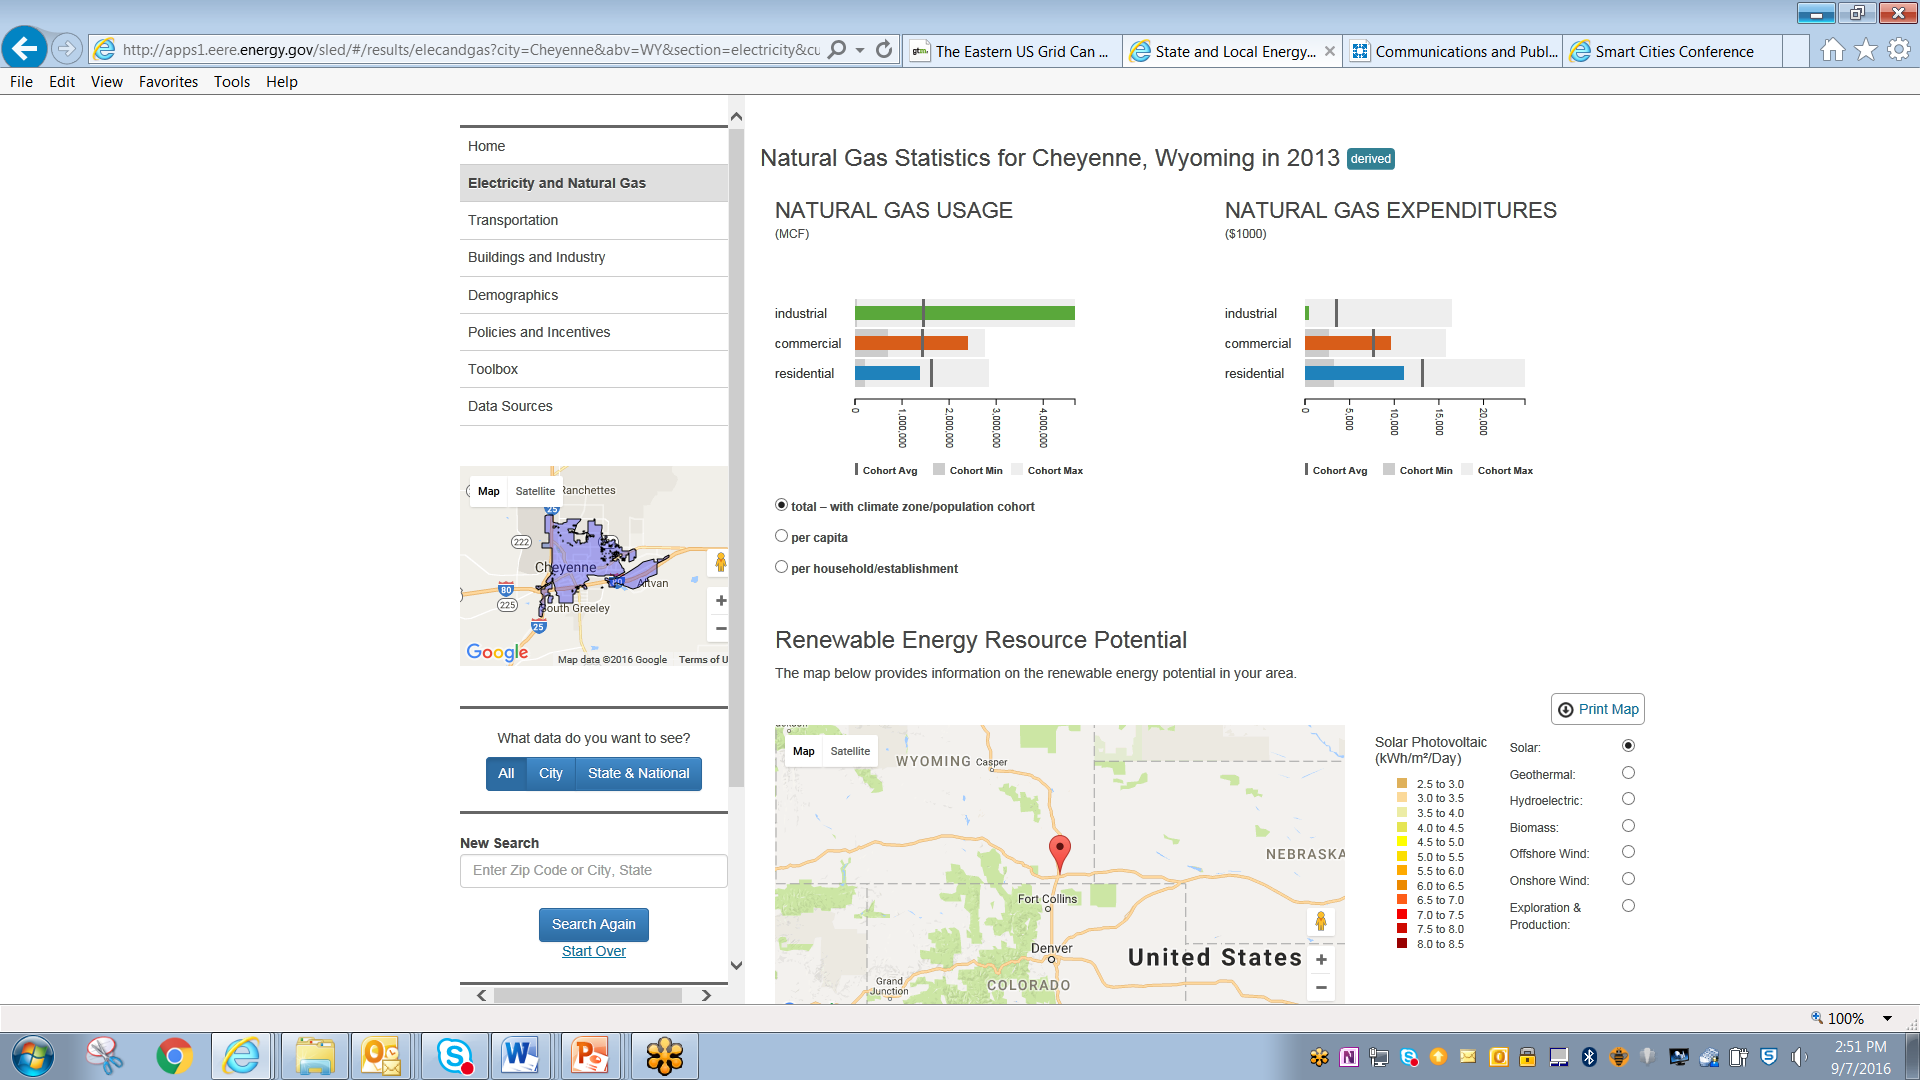 http://apps1.eere.energy.gov/sled/#/results/elecandgas?city=Cheyenne&abv=WY&section=electricity&cu
The Eastern US Grid Can ...
State and Local Energy...
Communications and Publ...
Smart Cities Conference
File Edit View Favorites Tools Help
Home
Electricity and Natural Gas
Transportation
Buildings and Industry
Demographics
Policies and Incentives
Toolbox
Data Sources
Map Satellite Ranchettes
25
222
Cheyenne
80
80
Altvan
225
South Greeley
25
Google
Map data ©2016 Google Terms of U
What data do you want to see?
All City State & National
New Search
Enter Zip Code or City, State
Search Again
Start Over
Natural Gas Statistics for Cheyenne, Wyoming in 2013 derived
NATURAL GAS USAGE
(MCF)
industrial
commercial
residential
0 1,000,000 2,000,000 3,000,000 4,000,000
Cohort Avg Cohort Min Cohort Max
NATURAL GAS EXPENDITURES
($1000)
industrial
commercial
residential
0 5,000 10,000 15,000 20,000
Cohort Avg Cohort Min Cohort Max
total – with climate zone/population cohort
per capita
per household/establishment
Renewable Energy Resource Potential
The map below provides information on the renewable energy potential in your area.
Print Map
Map Satellite
WYOMING Casper
NEBRASKA
Fort Collins
Denver
United States
Grand
Junction
COLORADO
Solar Photovoltaic
(kWh/m²/Day)
2.5 to 3.0
3.0 to 3.5
3.5 to 4.0
4.0 to 4.5
4.5 to 5.0
5.0 to 5.5
5.5 to 6.0
6.0 to 6.5
6.5 to 7.0
7.0 to 7.5
7.5 to 8.0
8.0 to 8.5
Solar:
Geothermal:
Hydroelectric:
Biomass:
Offshore Wind:
Onshore Wind:
Exploration &
Production:
100%
2:51 PM
9/7/2016